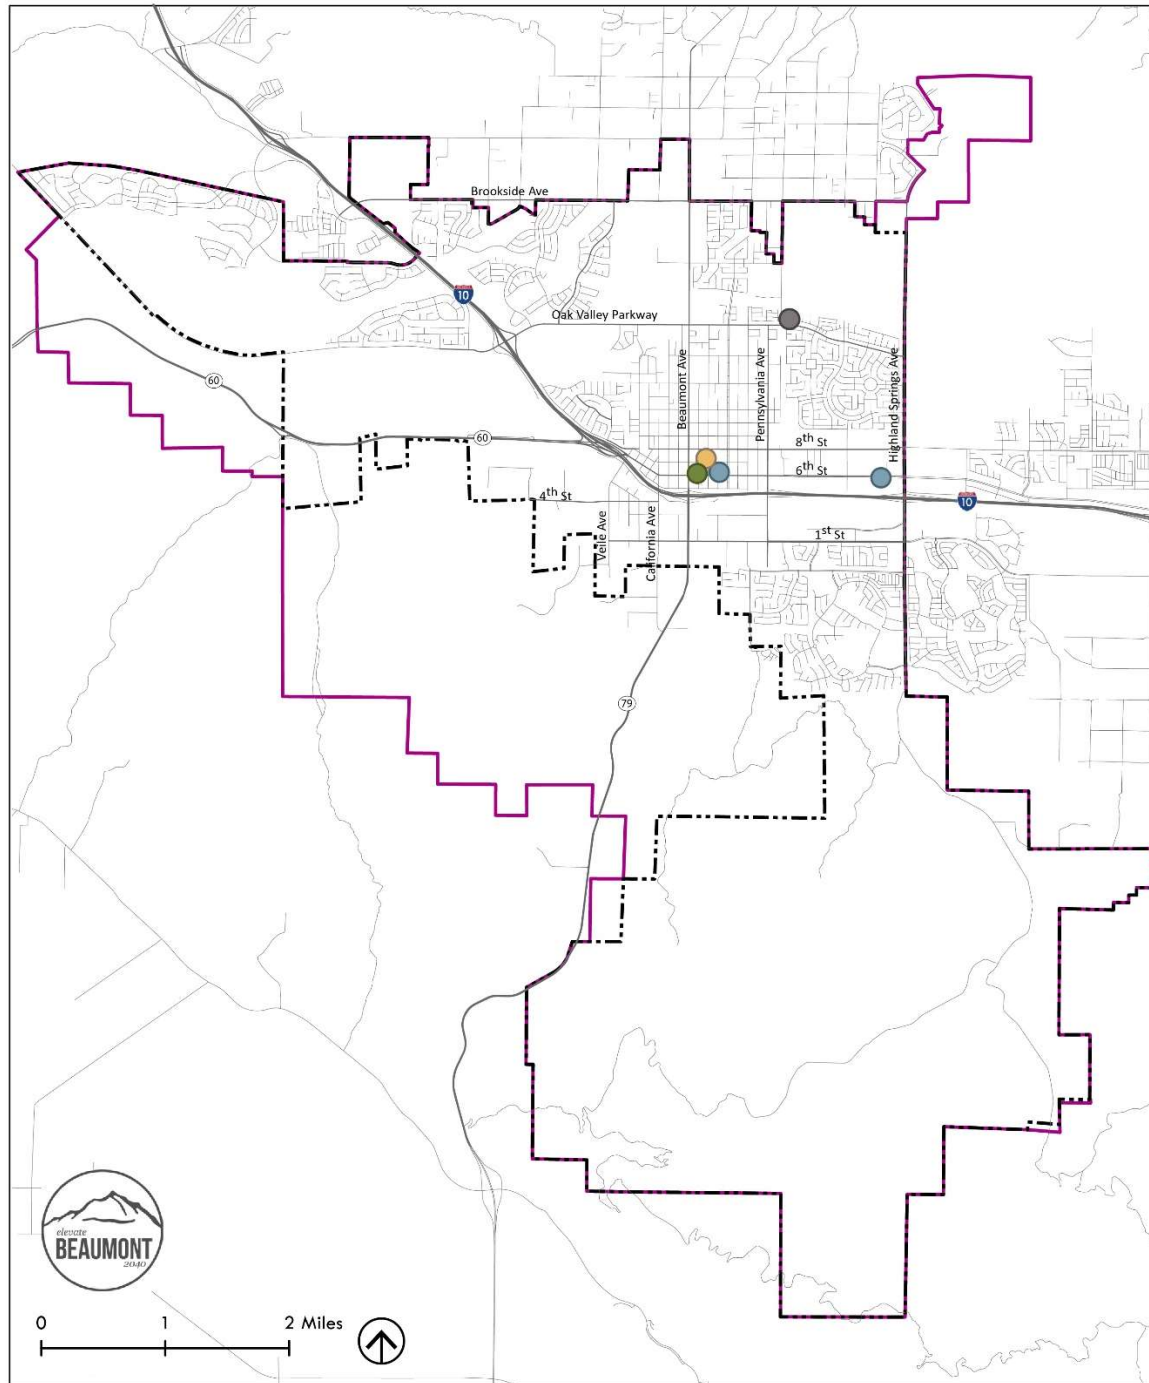 Brookside Ave
10
Oak Valley Parkway
Beaumont Ave
Pennsylvania Ave
Highland Springs Ave
60
60
8th St
6th St
4th St
10
1st St
Veile Ave
California Ave
79
elevate
BEAUMONT
2040
0 1 2 Miles